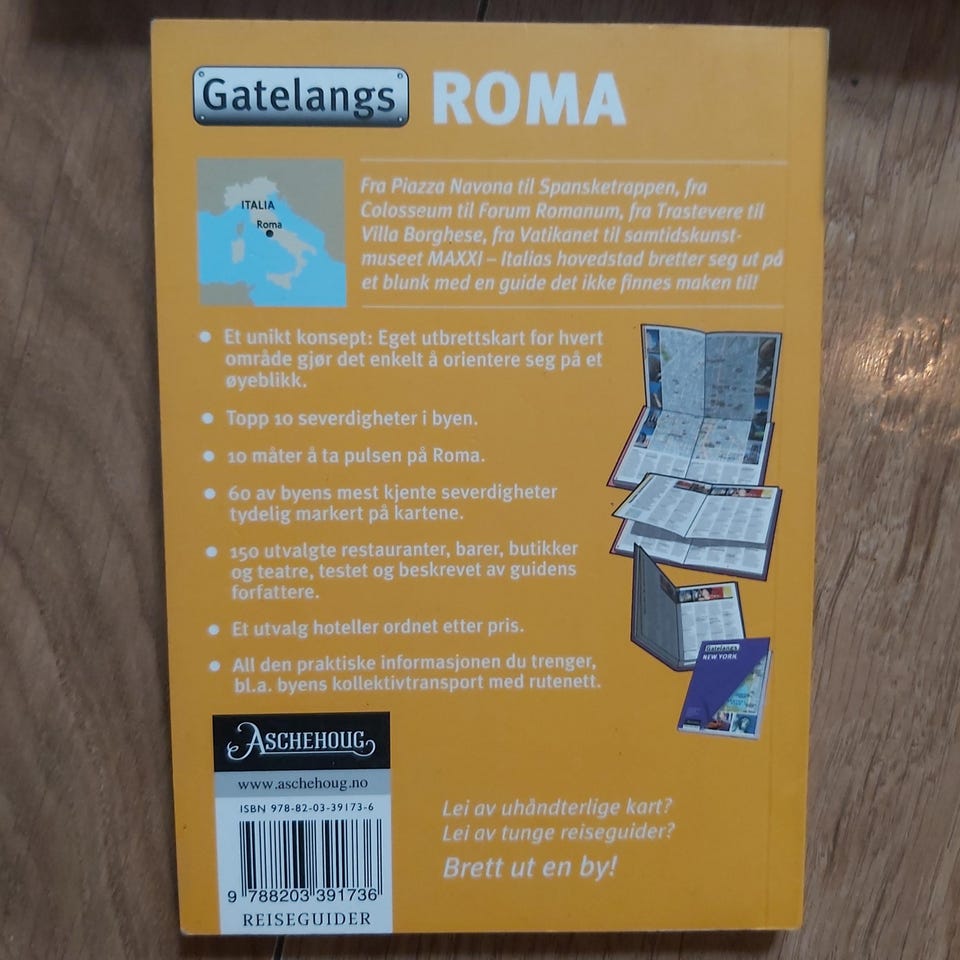 Gatelangs ROMA
ITALIA
Roma
Fra Piazza Navona til Spansketrappen, fra
Colosseum til Forum Romanum, fra Trastevere til
Villa Borghese, fra Vatikanet til samtidskunst-
museet MAXXI – Italias hovedstad bretter seg ut på
et blunk med en guide det ikke finnes maken til!
• Et unikt konsept: Eget utbrettskart for hvert
område gjør det enkelt å orientere seg på et
øyeblikk.
• Topp 10 severdigheter i byen.
• 10 måter å ta pulsen på Roma.
• 60 av byens mest kjente severdigheter
tydelig markert på kartene.
• 150 utvalgte restauranter, barer, butikker
og teatre, testet og beskrevet av guidens
forfattere.
• Et utvalg hoteller ordnet etter pris.
• All den praktiske informasjonen du trenger,
bl.a. byens kollektivtransport med rutenett.
Gatelangs
NEW YORK
ASCHEHOUG
www.aschehoug.no
ISBN 978-82-03-39173-6
9 788203 391736
REISEGUIDER
Lei av uhåndterlige kart?
Lei av tunge reiseguider?
Brett ut en by!